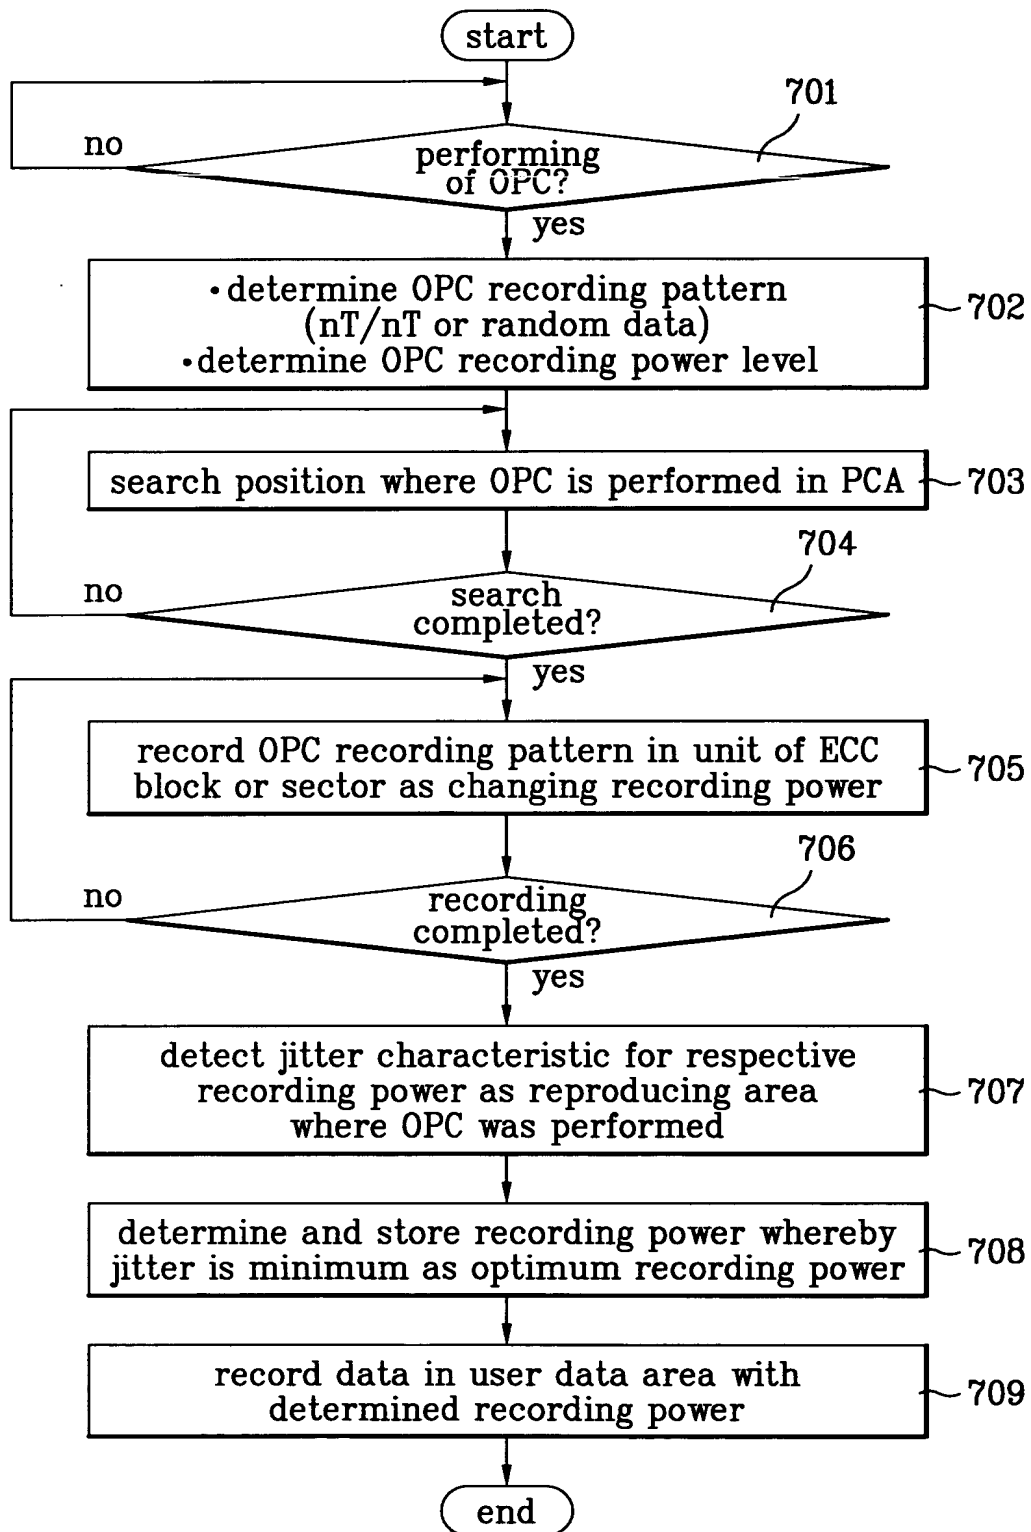 start
701
no
performing
of OPC?
yes
•determine OPC recording pattern
(nT/nT or random data)
•determine OPC recording power level
702
search position where OPC is performed in PCA
703
704
no
search
completed?
yes
record OPC recording pattern in unit of ECC
block or sector as changing recording power
705
706
no
recording
completed?
yes
detect jitter characteristic for respective
recording power as reproducing area
where OPC was performed
707
determine and store recording power whereby
jitter is minimum as optimum recording power
708
record data in user data area with
determined recording power
709
end